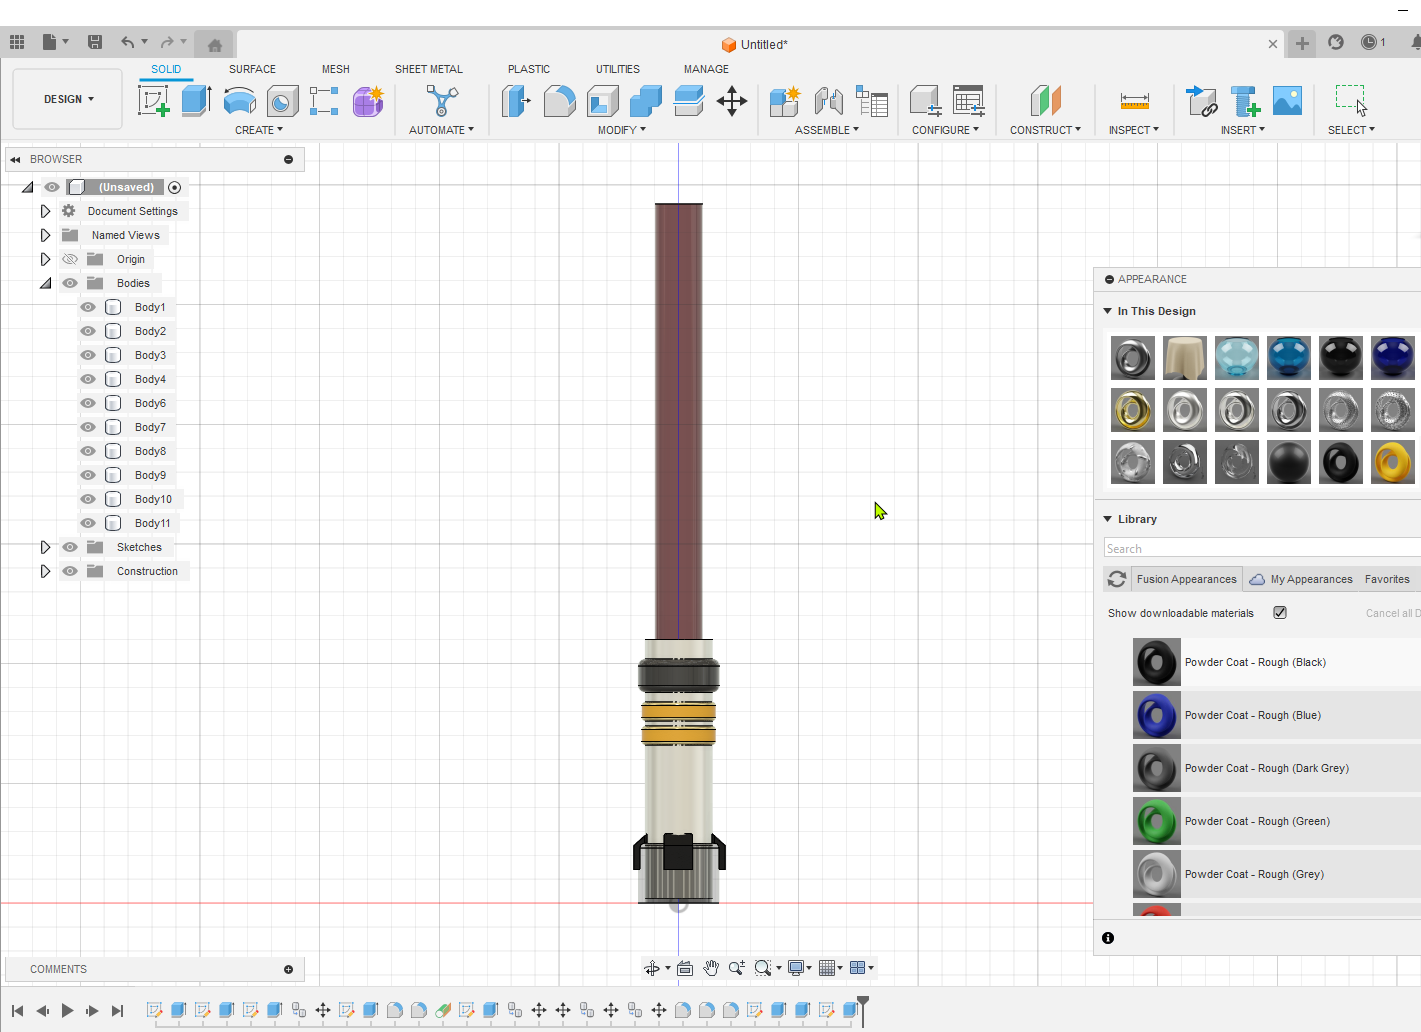 Untitled*
1
SOLID SURFACE MESH SHEET METAL PLASTIC UTILITIES MANAGE
DESIGN
CREATE AUTOMATE MODIFY ASSEMBLE CONFIGURE CONSTRUCT INSPECT INSERT SELECT
BROWSER
(Unsaved)
Document Settings
Named Views
Origin
Bodies
Body1
Body2
Body3
Body4
Body6
Body7
Body8
Body9
Body10
Body11
Sketches
Construction
APPEARANCE
In This Design
Library
Search
Fusion Appearances My Appearances Favorites
Show downloadable materials Cancel all D
Powder Coat - Rough (Black)
Powder Coat - Rough (Blue)
Powder Coat - Rough (Dark Grey)
Powder Coat - Rough (Green)
Powder Coat - Rough (Grey)
COMMENTS